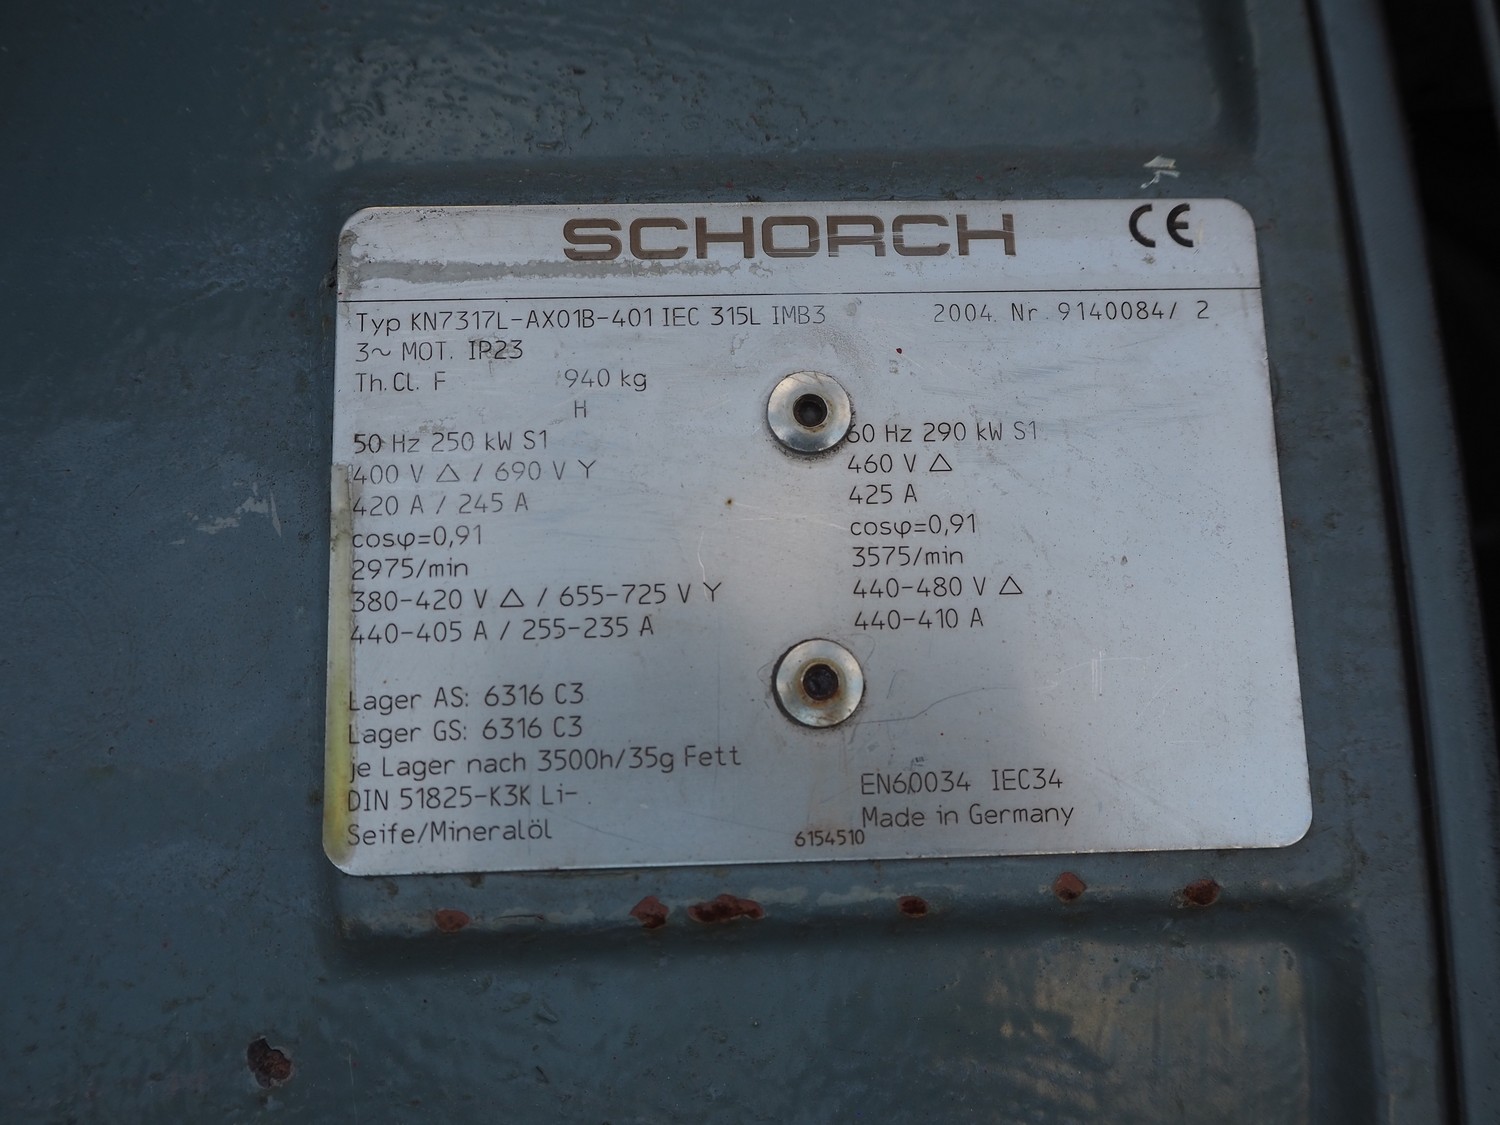 SCHORCH CE
Typ KN7317L-AX01B-401 IEC 315L IMB3 2004. Nr. 9140084/ 2
3~ MOT. IP23
Th.Cl. F 940 kg
H
50 Hz 250 kW S1
400 V △ / 690 V Y
420 A / 245 A
cosφ=0,91
2975/min
380-420 V △ / 655-725 V Y
440-405 A / 255-235 A
60 Hz 290 kW S1
460 V △
425 A
cosφ=0,91
3575/min
440-480 V △
440-410 A
Lager AS: 6316 C3
Lager GS: 6316 C3
je Lager nach 3500h/35g Fett
DIN 51825-K3K Li-
Seife/Mineralöl
6154510
EN60034 IEC34
Made in Germany